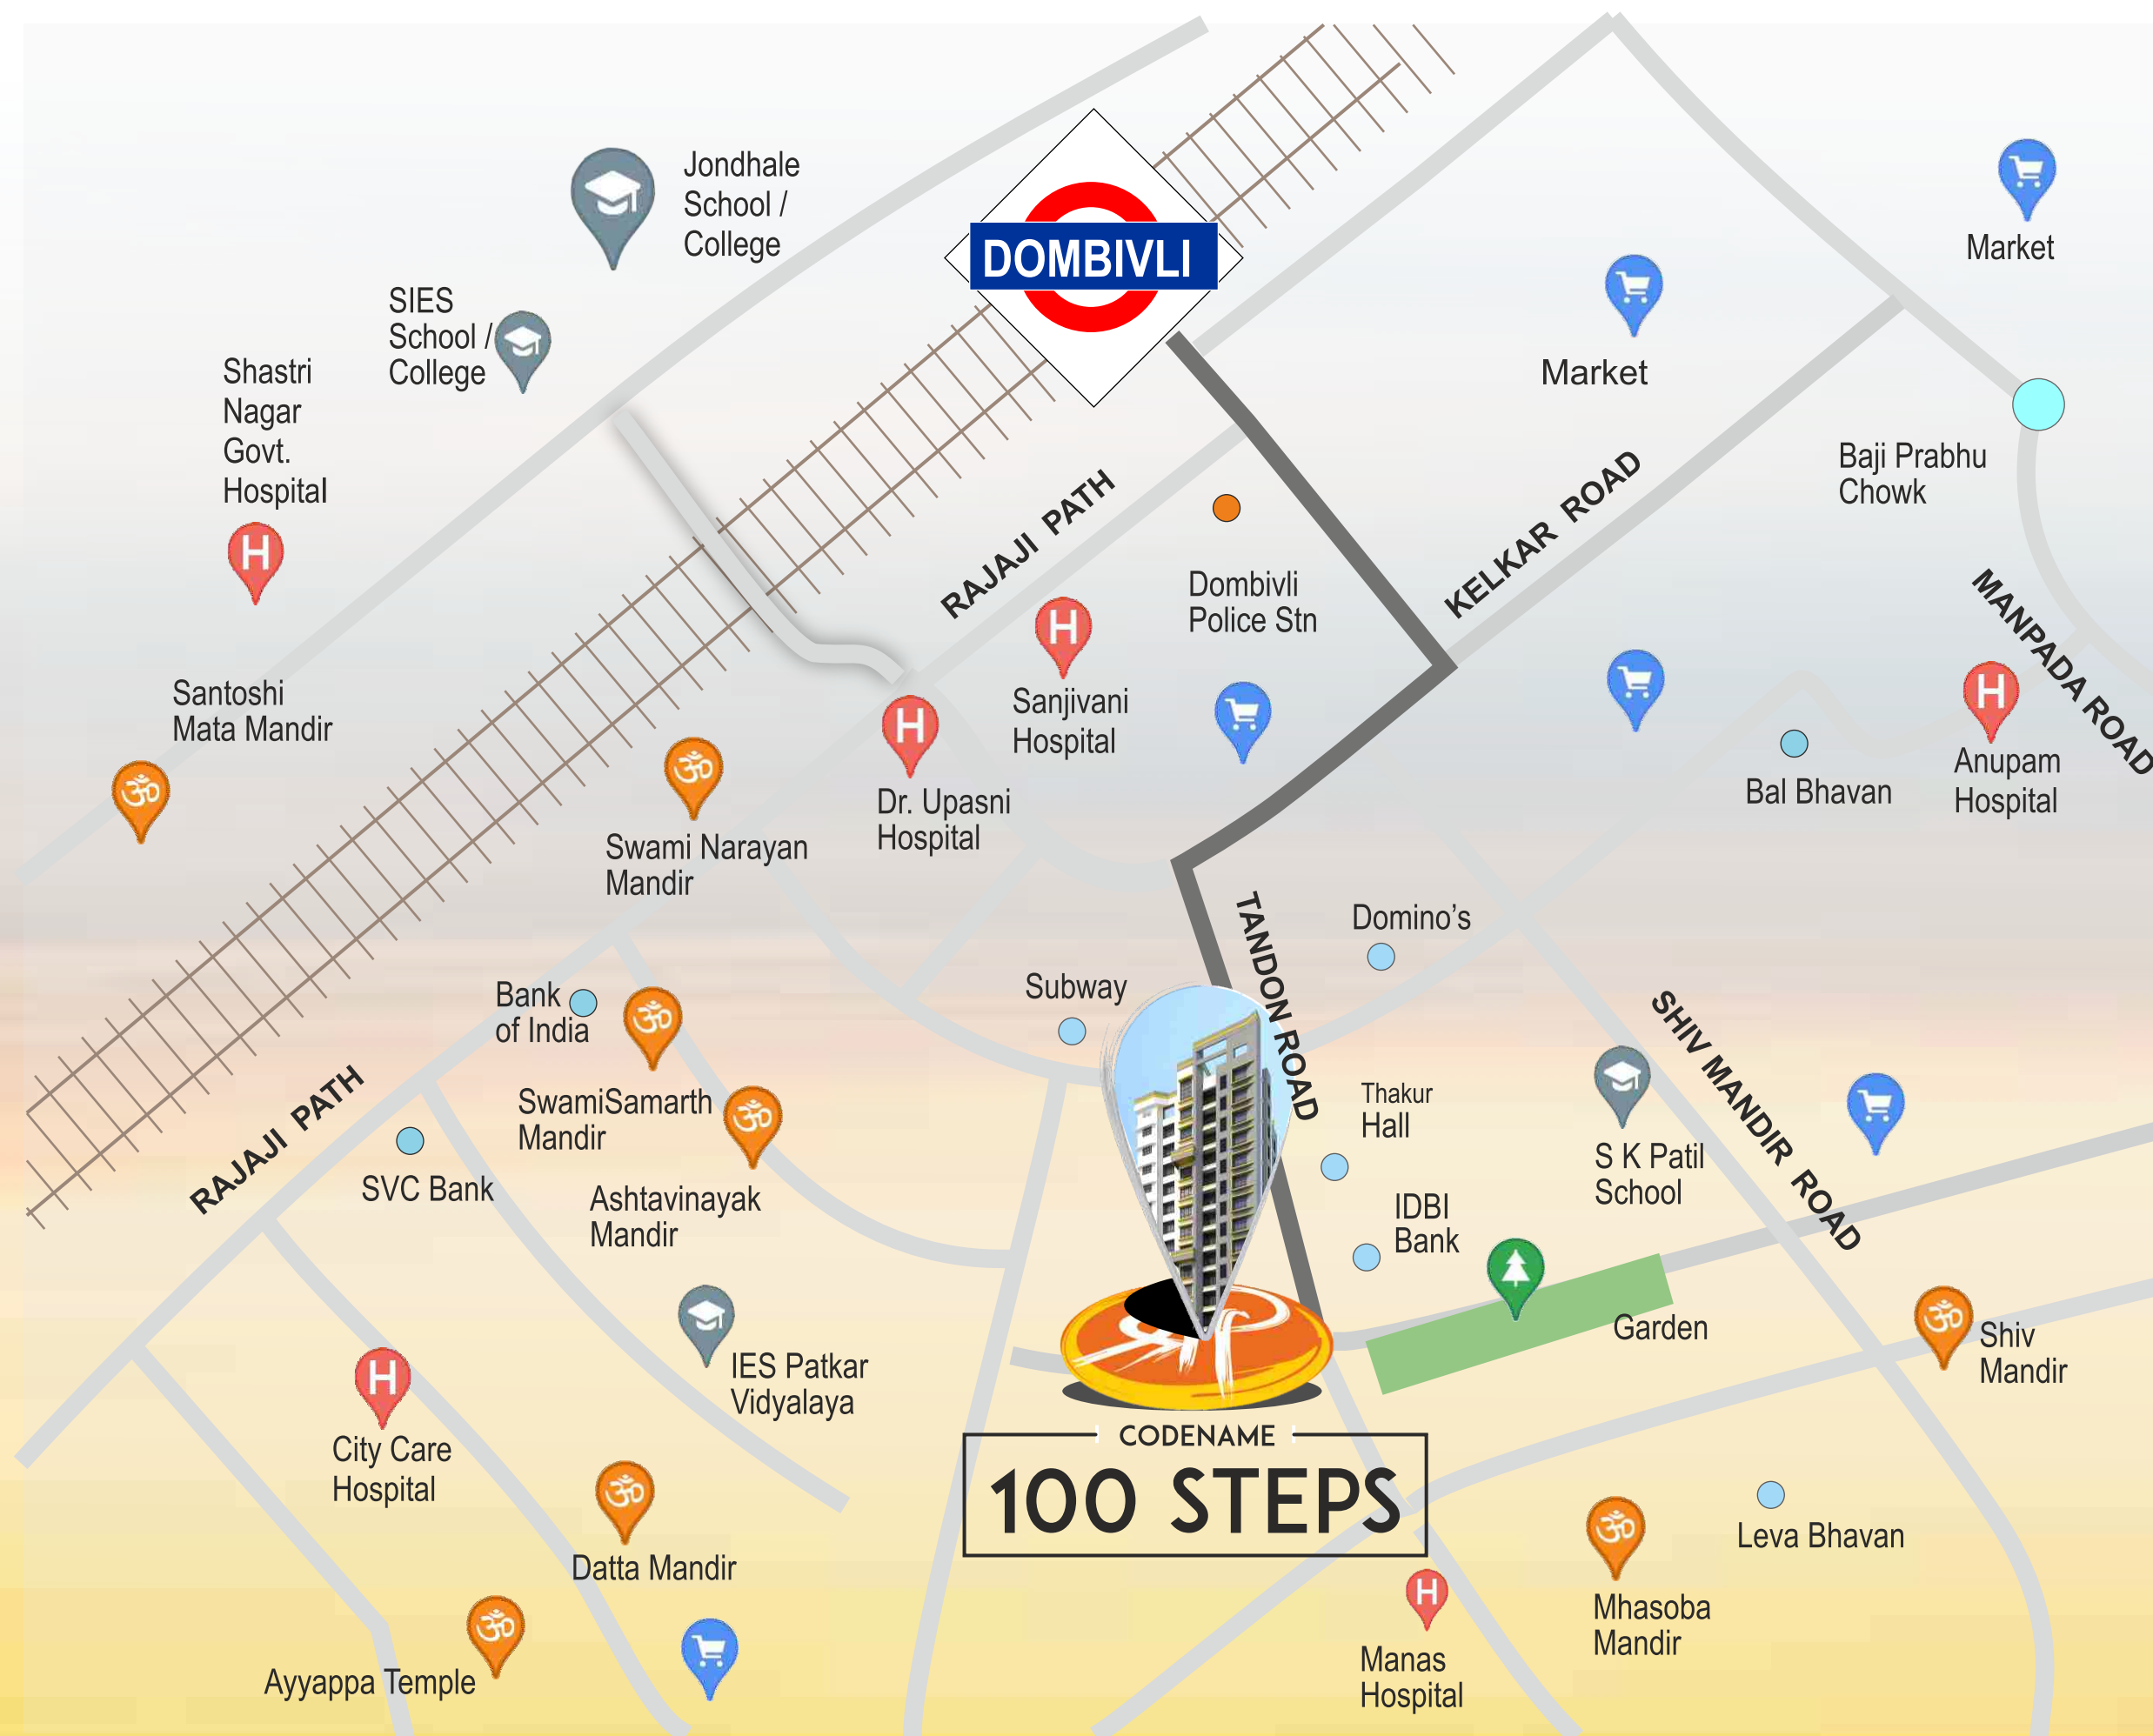 Jondhale
School /
College
Market
DOMBIVLI
SIES
School /
College
Market
Shastri
Nagar
Govt.
Hospital
Baji Prabhu
Chowk
RAJAJI PATH
KELKAR ROAD
Dombivli
Police Stn
MANPADA ROAD
Santoshi
Mata Mandir
H
H
H
H
Sanjivani
Hospital
Anupam
Hospital
Bal Bhavan
Dr. Upasni
Hospital
Swami Narayan
Mandir
ॐ
ॐ
Domino's
TANDON ROAD
Subway
Bank
of India
ॐ
SHIV MANDIR ROAD
RAJAJI PATH
SwamiSamarth
Mandir
ॐ
Thakur
Hall
S K Patil
School
SVC Bank
Ashtavinayak
Mandir
IDBI
Bank
Garden
ॐ
Shiv
Mandir
IES Patkar
Vidyalaya
H
City Care
Hospital
CODENAME
100 STEPS
ॐ
Datta Mandir
ॐ
Leva Bhavan
H
Mhasoba
Mandir
Manas
Hospital
ॐ
Ayyappa Temple